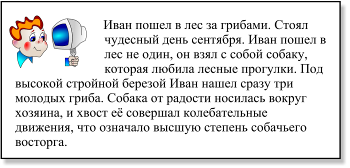 Иван пошел в лес за грибами. Стоял
чудесный день сентября. Иван пошел в
лес не один, он взял с собой собаку,
которая любила лесные прогулки. Под
высокой стройной березой Иван нашел сразу три
молодых гриба. Собака от радости носилась вокруг
хозяина, и хвост её совершал колебательные
движения, что означало высшую степень собачьего
восторга.